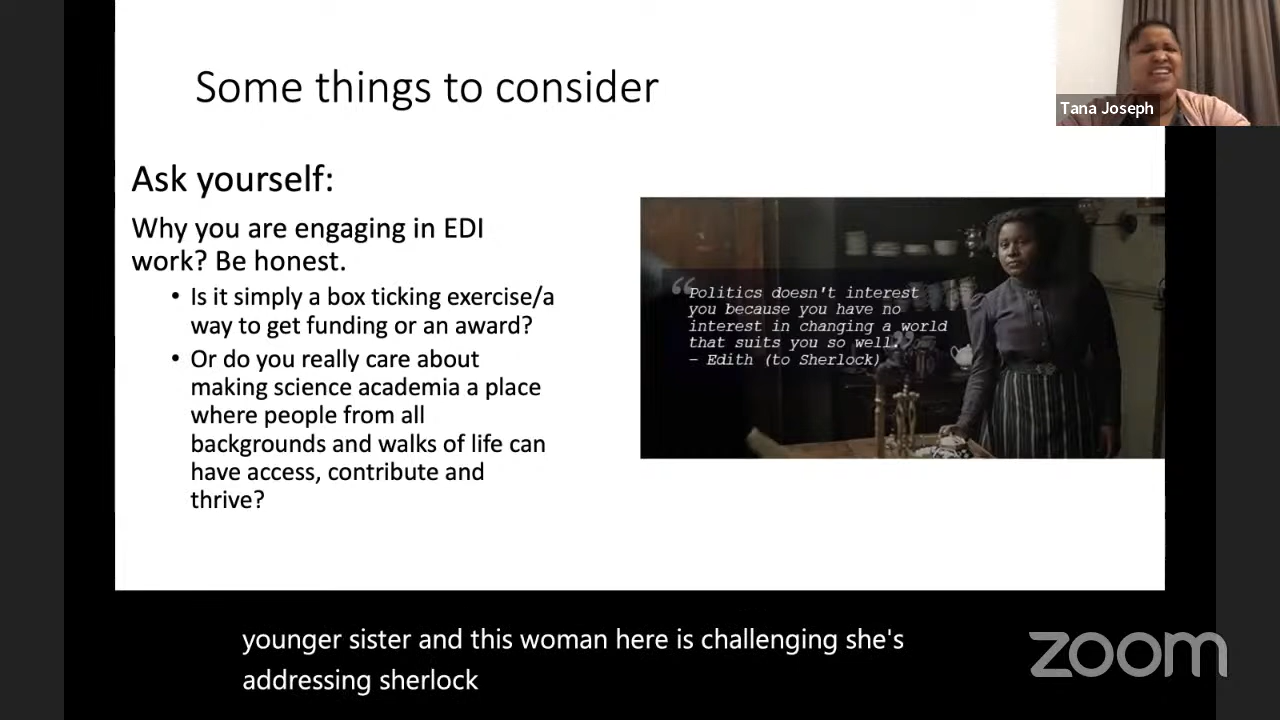 Some things to consider
Tana Joseph
Ask yourself:
Why you are engaging in EDI
work? Be honest.
• Is it simply a box ticking exercise/a
way to get funding or an award?
• Or do you really care about
making science academia a place
where people from all
backgrounds and walks of life can
have access, contribute and
thrive?
“Politics doesn't interest
you because you have no
interest in changing a world
that suits you so well.”
– Edith (to Sherlock)
younger sister and this woman here is challenging she's
addressing sherlock
zoom